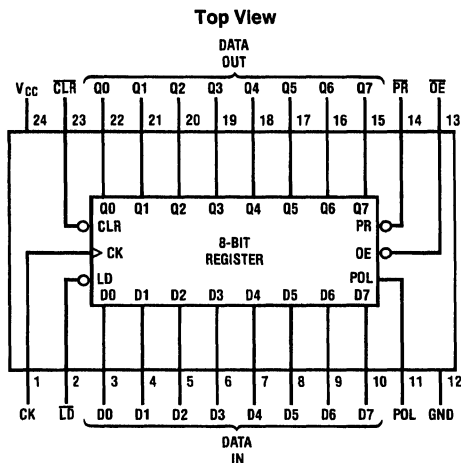 Top View
DATA
OUT
VCC CLR Q0 Q1 Q2 Q3 Q4 Q5 Q6 Q7 PR OE
24 23 22 21 20 19 18 17 16 15 14 13
Q0 Q1 Q2 Q3 Q4 Q5 Q6 Q7
CLR PR
8-BIT
CK OE
REGISTER
LD POL
D0 D1 D2 D3 D4 D5 D6 D7
1 2 3 4 5 6 7 8 9 10 11 12
CK LD D0 D1 D2 D3 D4 D5 D6 D7 POL GND
DATA
IN